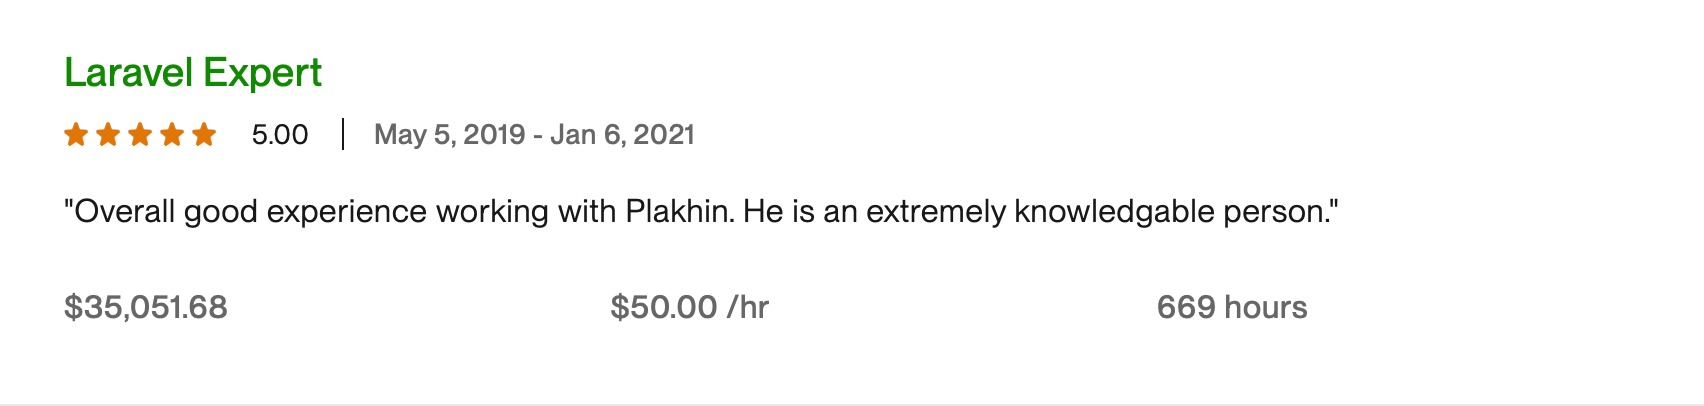 Laravel Expert
5.00 | May 5, 2019 - Jan 6, 2021
"Overall good experience working with Plakhin. He is an extremely knowledgable person."
$35,051.68 $50.00 /hr 669 hours